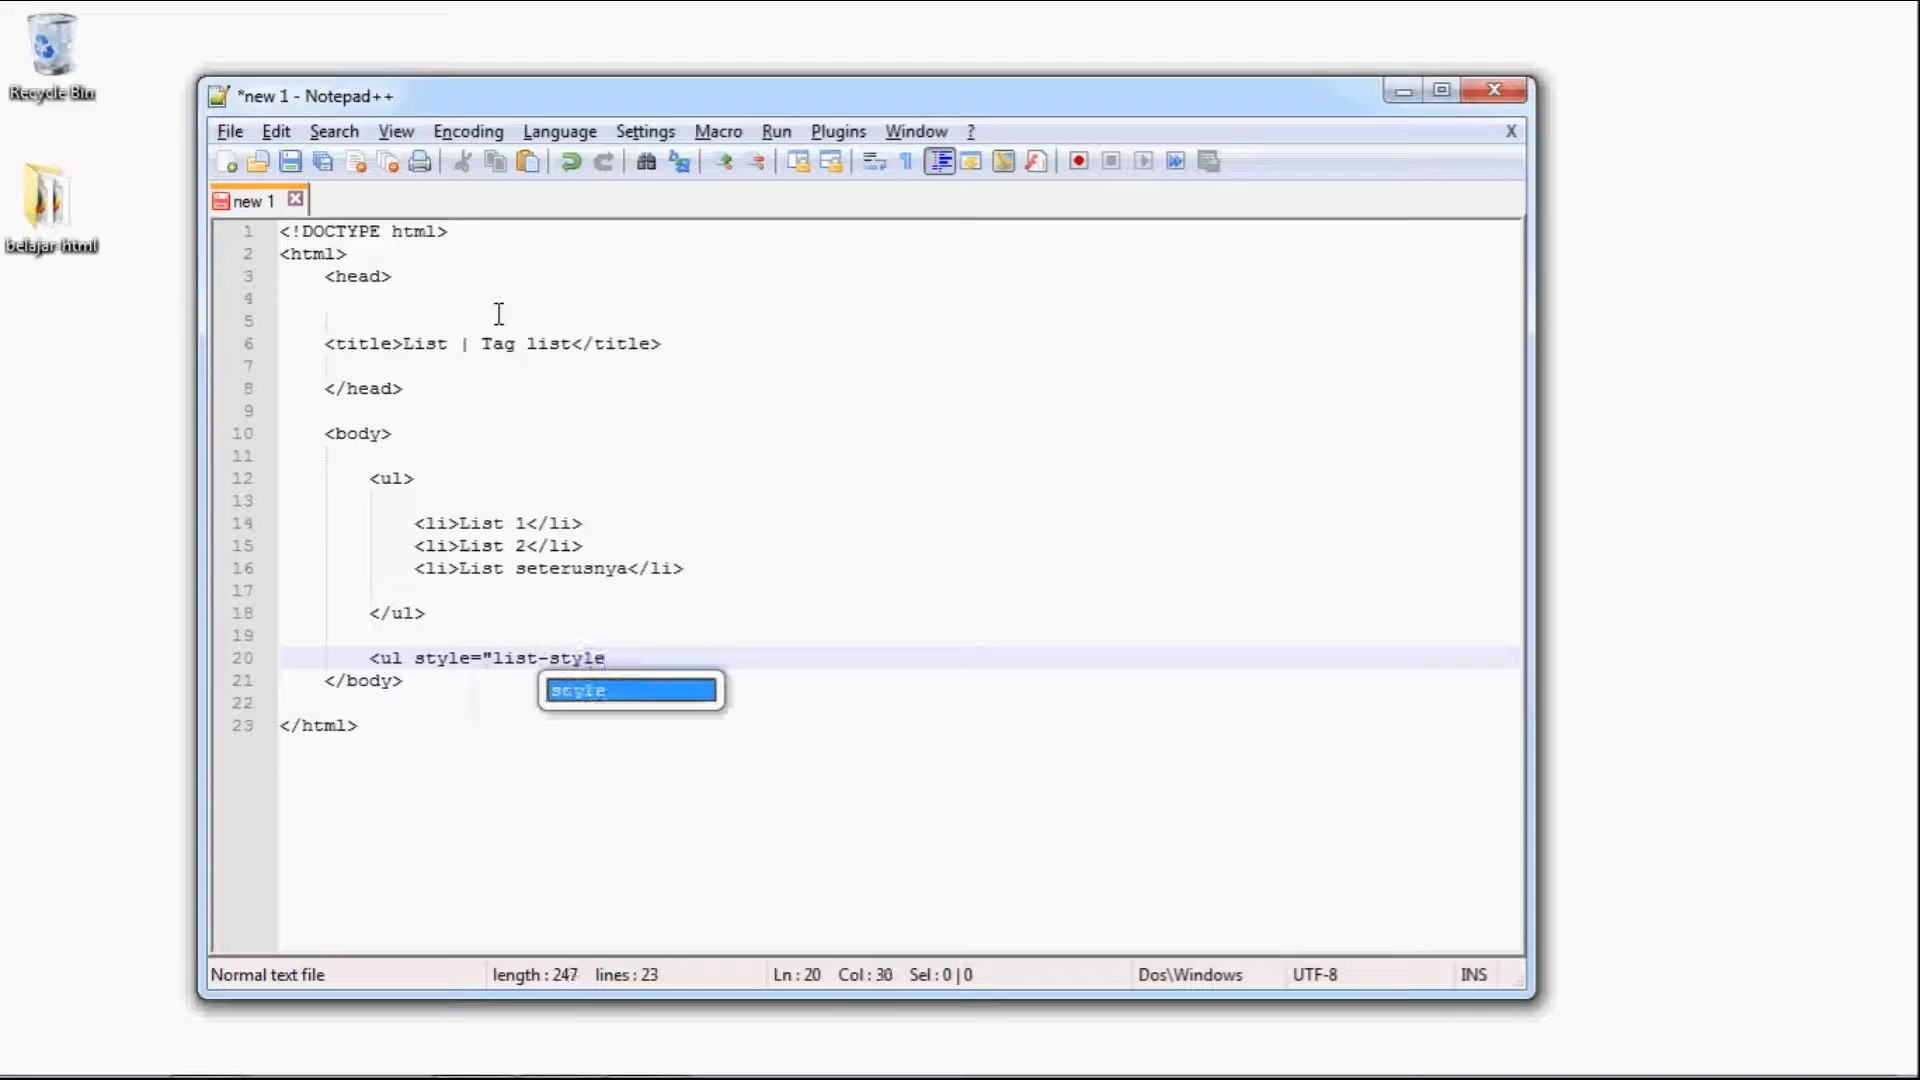 Recycle Bin
belajar html
*new 1 - Notepad++
File Edit Search View Encoding Language Settings Macro Run Plugins Window ? X
new 1
1 <!DOCTYPE html>
2 <html>
3 <head>
4
5
6 <title>List | Tag list</title>
7
8 </head>
9
10 <body>
11
12 <ul>
13
14 <li>List 1</li>
15 <li>List 2</li>
16 <li>List seterusnya</li>
17
18 </ul>
19
20 <ul style="list-style
21 </body>
style
22
23 </html>
Normal text file length : 247 lines : 23 Ln : 20 Col : 30 Sel : 0 | 0 Dos\Windows UTF-8 INS